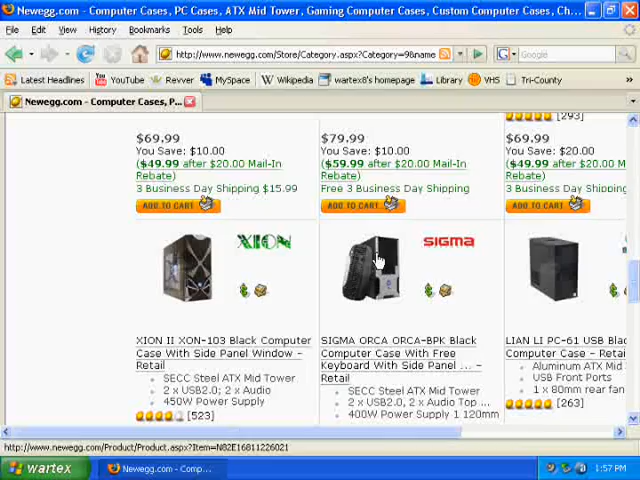 Newegg.com - Computer Cases, PC Cases, ATX Mid Tower, Gaming Computer Cases, Custom Computer Cases, Ch...
File Edit View History Bookmarks Tools Help
http://www.newegg.com/Store/Category.aspx?Category=9&name
Google
Latest Headlines YouTube Revver MySpace Wikipedia wartex8's homepage Library VHS Tri-County
Newegg.com - Computer Cases, P...
[293]
$69.99 $79.99 $69.99
You Save: $10.00 You Save: $10.00 You Save: $20.00
($49.99 after $20.00 Mail-In ($59.99 after $20.00 Mail-In ($49.99 after $20.00
Rebate) Rebate) Rebate)
3 Business Day Shipping $15.99 Free 3 Business Day Shipping 3 Business Day Shipping
ADD TO CART ADD TO CART ADD TO CART
XION SIGMA
XION II XON-103 Black Computer SIGMA ORCA ORCA-BPK Black LIAN LI PC-61 USB Blac
Case With Side Panel Window - Computer Case With Free Computer Case - Retail
Retail Keyboard With Side Panel ... - Aluminum ATX Mid
SECC Steel ATX Mid Tower Retail USB Front Ports
2 x USB2.0; 2 x Audio SECC Steel ATX Mid Tower 1 x 80mm rear fan
450W Power Supply 2 x USB2.0, 2 x Audio Top ... [263]
[523] 400W Power Supply 1 120mm
http://www.newegg.com/Product/Product.aspx?Item=N82E16811226021
wartex Newegg.com - Comp... 1:57 PM